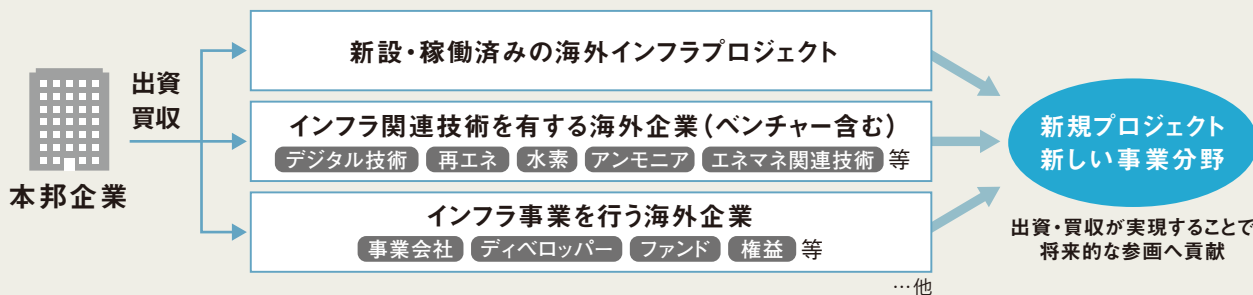 本邦企業
出資
買収
新設・稼働済みの海外インフラプロジェクト
インフラ関連技術を有する海外企業（ベンチャー含む）
デジタル技術 再エネ 水素 アンモニア エネマネ関連技術 等
インフラ事業を行う海外企業
事業会社 ディベロッパー ファンド 権益 等
…他
新規プロジェクト
新しい事業分野
出資・買収が実現することで
将来的な参画へ貢献